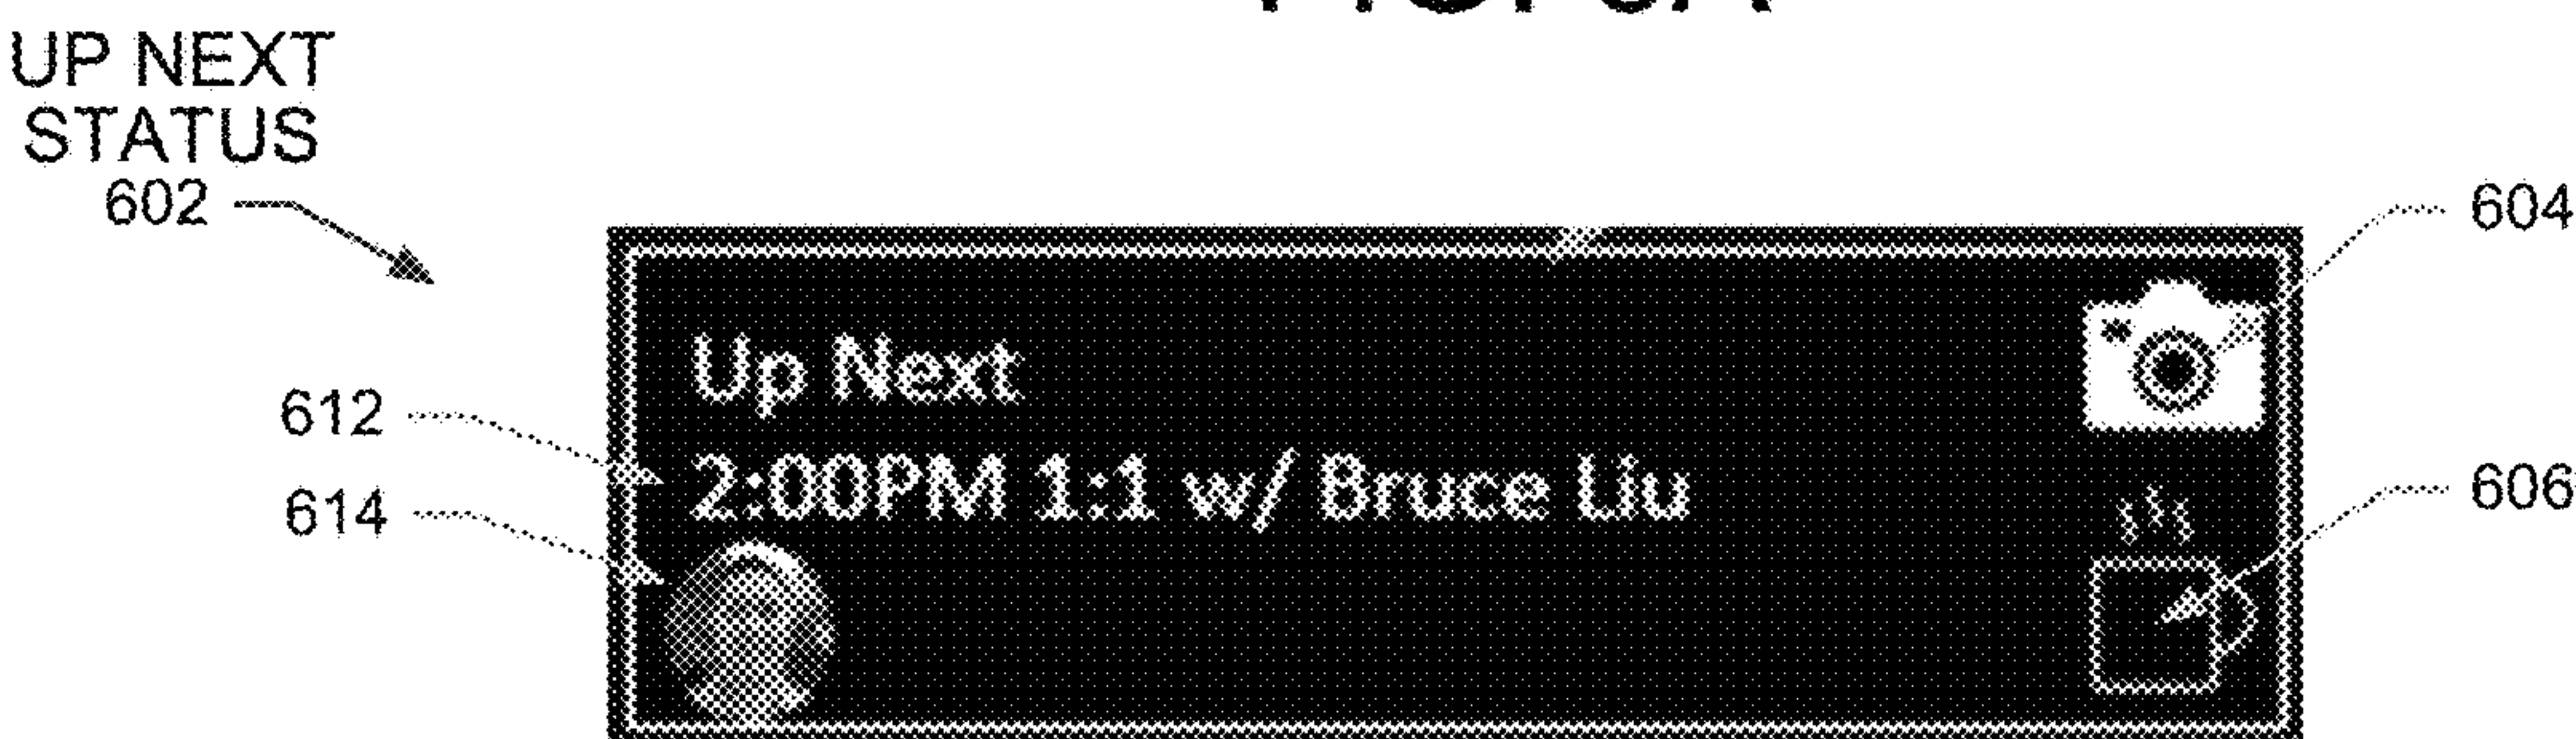 UP NEXT
STATUS
602
604
Up Next
612
2:00PM 1:1 w/ Bruce Liu
606
614